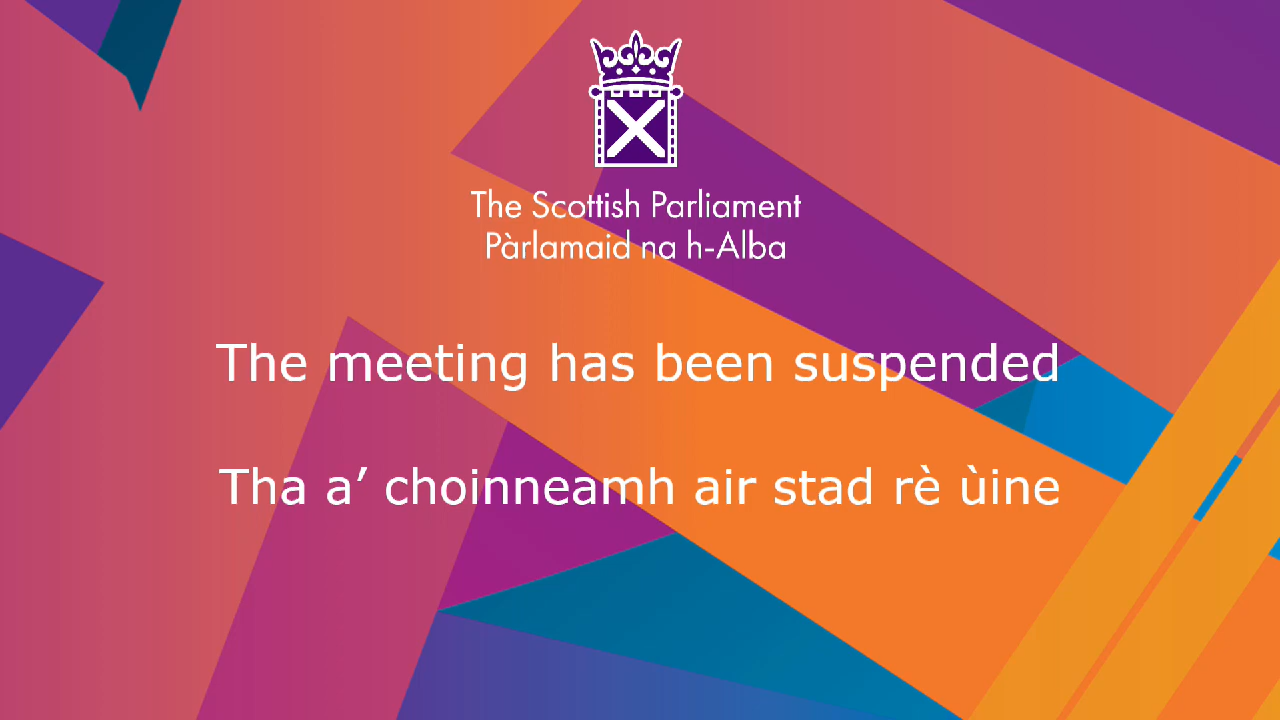 The Scottish Parliament
Pàrlamaid na h-Alba
The meeting has been suspended
Tha a’ choinneamh air stad rè ùine